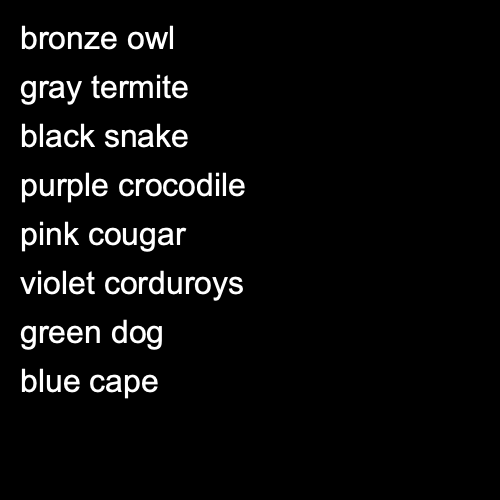 bronze owl
gray termite
black snake
purple crocodile
pink cougar
violet corduroys
green dog
blue cape